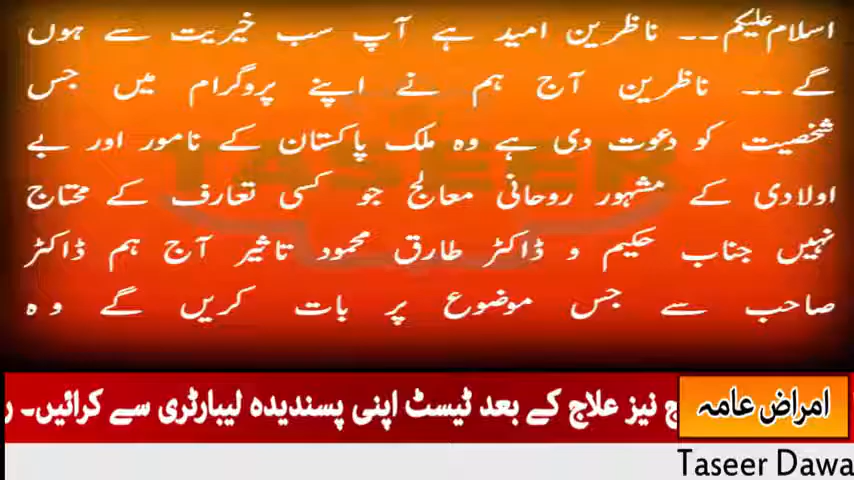 اسلام علیکم۔۔ ناظرین امید ہے آپ سب خیریت سے ہوں
گے۔۔ ناظرین آج ہم نے اپنے پروگرام میں جس
شخصیت کو دعوت دی ہے وہ ملک پاکستان کے نامور اور بے
اولادی کے مشہور روحانی معالج جو کسی تعارف کے محتاج
نہیں جناب حکیم و ڈاکٹر طارق محمود تاثیر آج ہم ڈاکٹر
صاحب سے جس موضوع پر بات کریں گے وہ
TASEER
امراض عامہ
نیز علاج کے بعد ٹیسٹ اپنی پسندیدہ لیبارٹری سے کرائیں۔
Taseer Dawa